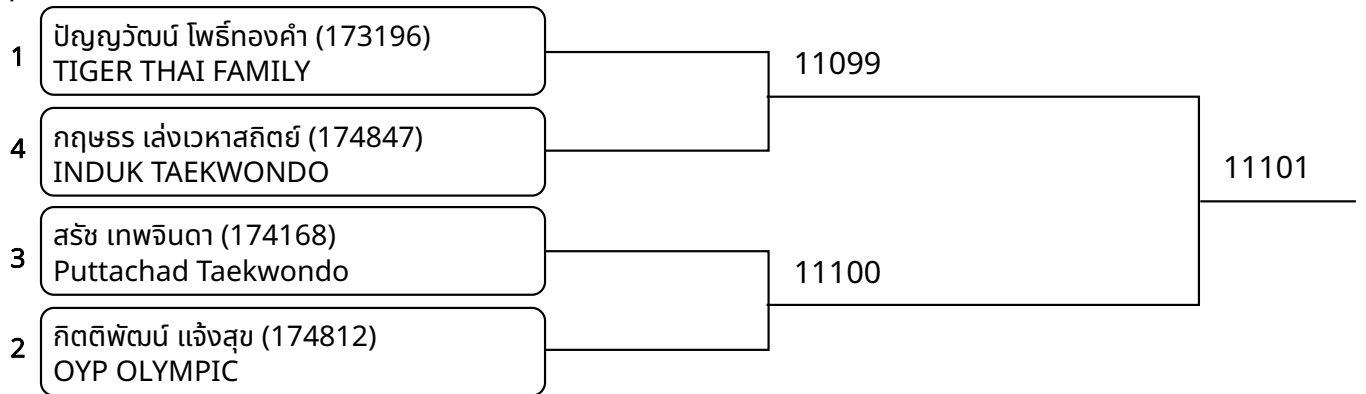 1
ปัญญวัฒน์ โพธิ์ทองคำ (173196)
TIGER THAI FAMILY
11099
4
กฤษธร เล่งเวหาสถิตย์ (174847)
INDUK TAEKWONDO
11101
3
สรัช เทพจินดา (174168)
Puttachad Taekwondo
11100
2
กิตติพัฒน์ แจ้งสุข (174812)
OYP OLYMPIC